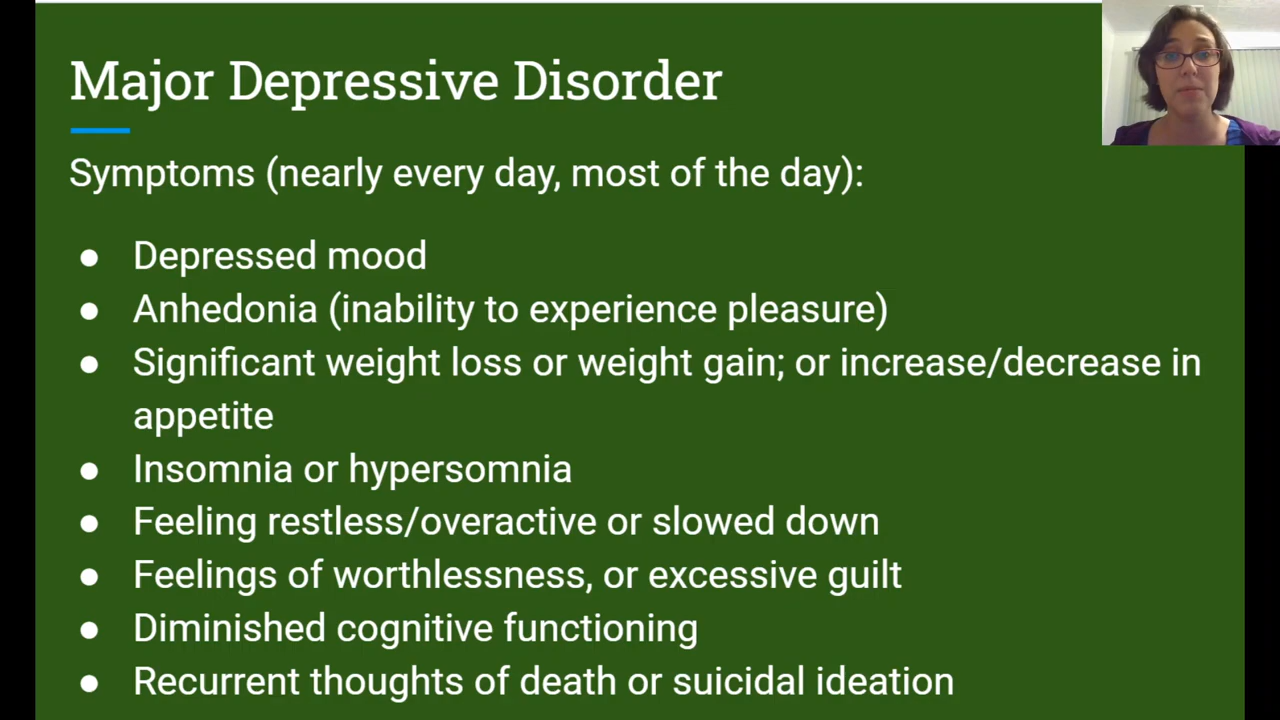 Major Depressive Disorder
Symptoms (nearly every day, most of the day):
● Depressed mood
● Anhedonia (inability to experience pleasure)
● Significant weight loss or weight gain; or increase/decrease in
appetite
● Insomnia or hypersomnia
● Feeling restless/overactive or slowed down
● Feelings of worthlessness, or excessive guilt
● Diminished cognitive functioning
● Recurrent thoughts of death or suicidal ideation